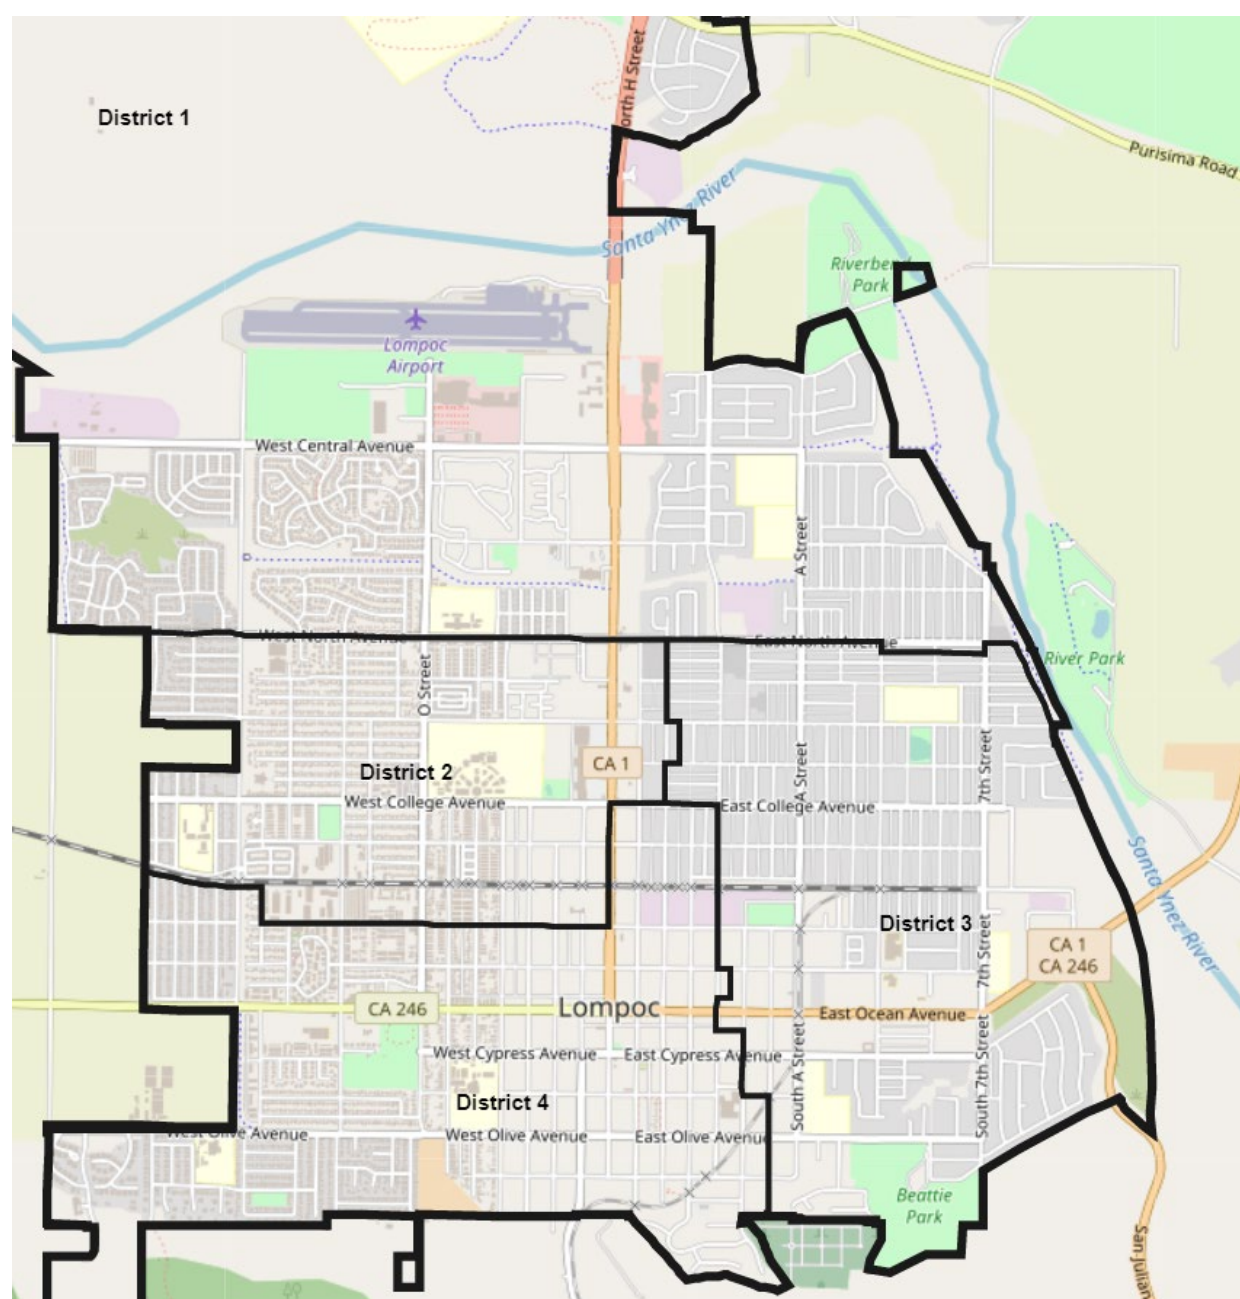 District 1
orth H Street
Purisima Road
Santa Ynez River
Riverbe
Park
Lompoc
Airport
West Central Avenue
A Street
West North Avenue
East North Avenue
River Park
O Street
CA 1
District 2
A Street
7th Street
West College Avenue
East College Avenue
Santa Ynez River
District 3
7th Street
CA 1
CA 246
CA 246
Lompoc
East Ocean Avenue
West Cypress Avenue
East Cypress Avenue
South A Street
South 7th Street
District 4
West Olive Avenue
West Olive Avenue
East Olive Avenue
Beattie
Park
San Julian